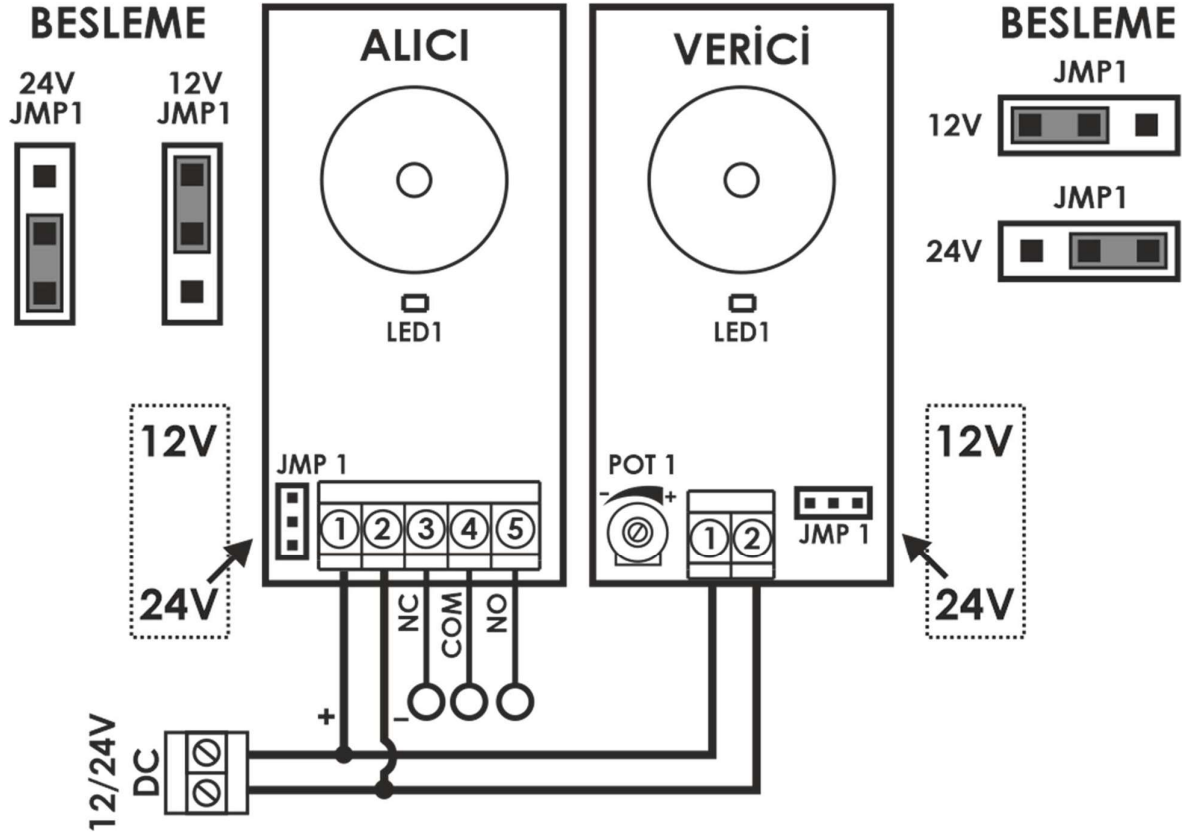 BESLEME
24V
JMP1
12V
JMP1
ALICI
LED1
JMP 1
1 2 3 4 5
NC
COM
NO
VERİCİ
LED1
POT 1
- +
1 2
JMP 1
BESLEME
JMP1
12V
JMP1
24V
12V
24V
12V
24V
+
-
12/24V
DC